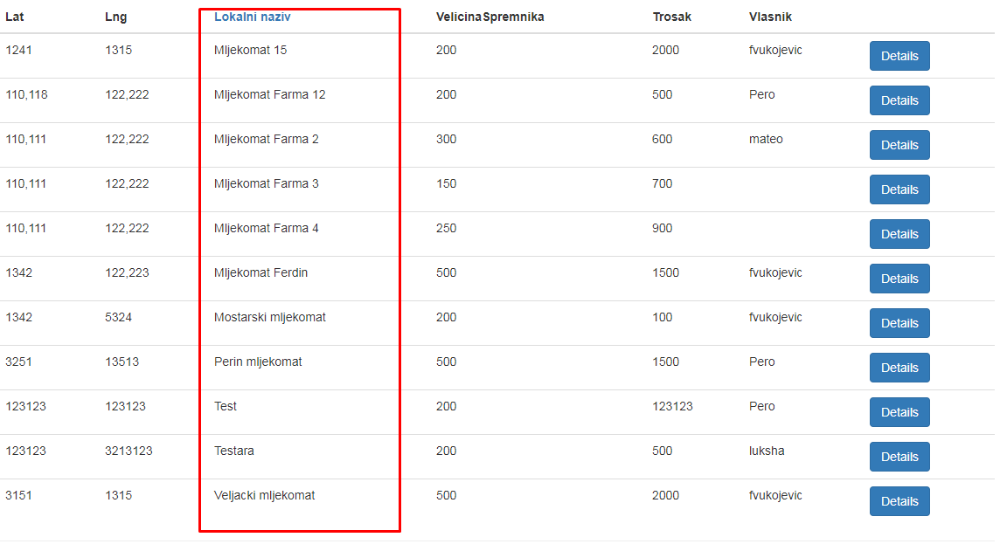 Lat Lng Lokalni naziv VelicinaSpremnika Trosak Vlasnik
1241 1315 Mljekomat 15 200 2000 fvukojevic Details
110,118 122,222 Mljekomat Farma 12 200 500 Pero Details
110,111 122,222 Mljekomat Farma 2 300 600 mateo Details
110,111 122,222 Mljekomat Farma 3 150 700 Details
110,111 122,222 Mljekomat Farma 4 250 900 Details
1342 122,223 Mljekomat Ferdin 500 1500 fvukojevic Details
1342 5324 Mostarski mljekomat 200 100 fvukojevic Details
3251 13513 Perin mljekomat 500 1500 Pero Details
123123 123123 Test 200 123123 Pero Details
123123 3213123 Testara 200 500 luksha Details
3151 1315 Veljacki mljekomat 500 2000 fvukojevic Details